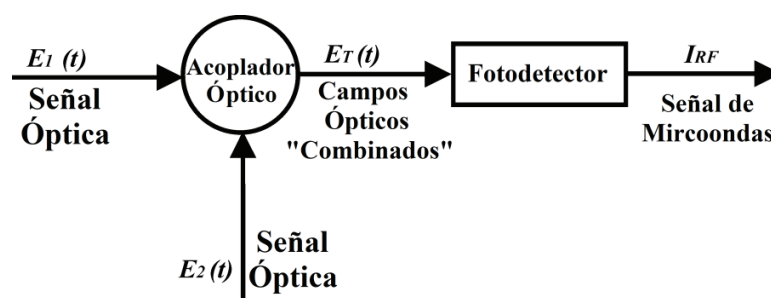 E1 (t)
Señal
Óptica
Acoplador
Óptico
ET (t)
Campos
Ópticos
"Combinados"
Fotodetector
IRF
Señal de
Mircoondas
E2 (t)
Señal
Óptica